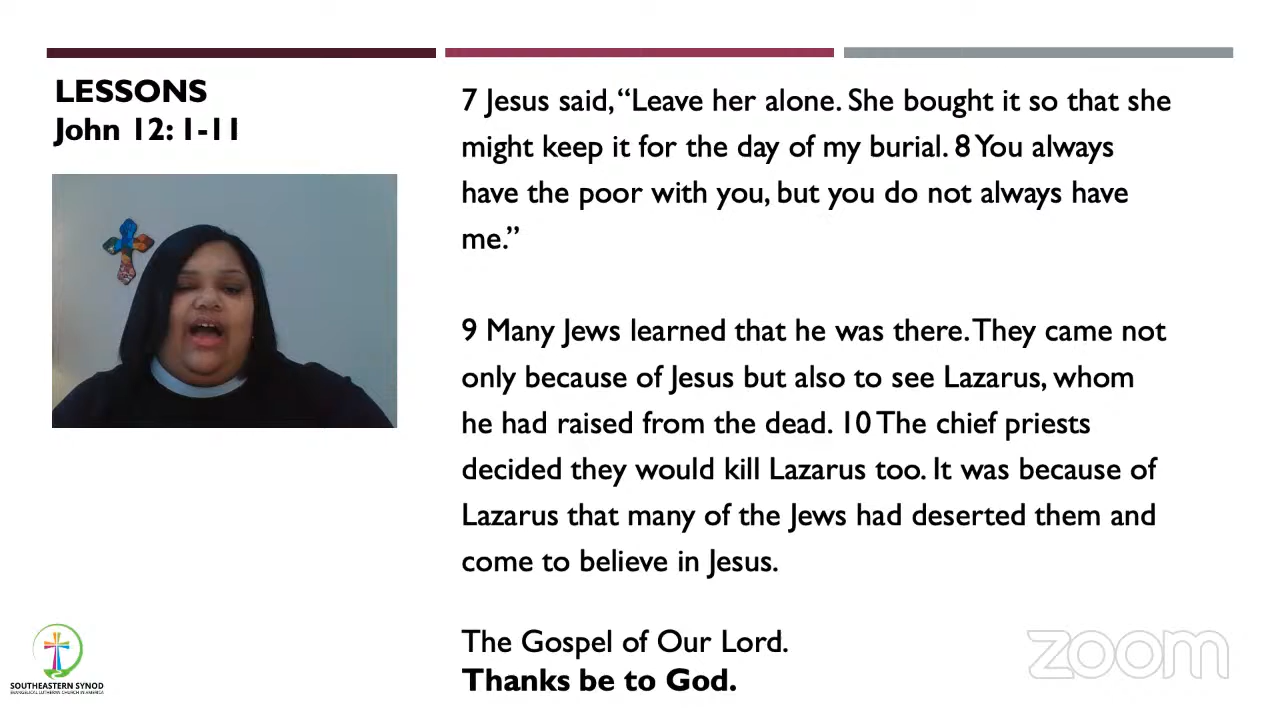 LESSONS
John 12: 1-11
7 Jesus said, “Leave her alone. She bought it so that she
might keep it for the day of my burial. 8 You always
have the poor with you, but you do not always have
me.”
9 Many Jews learned that he was there. They came not
only because of Jesus but also to see Lazarus, whom
he had raised from the dead. 10 The chief priests
decided they would kill Lazarus too. It was because of
Lazarus that many of the Jews had deserted them and
come to believe in Jesus.
The Gospel of Our Lord.
Thanks be to God.
SOUTHEASTERN SYNOD
EVANGELICAL LUTHERAN CHURCH IN AMERICA
zoom